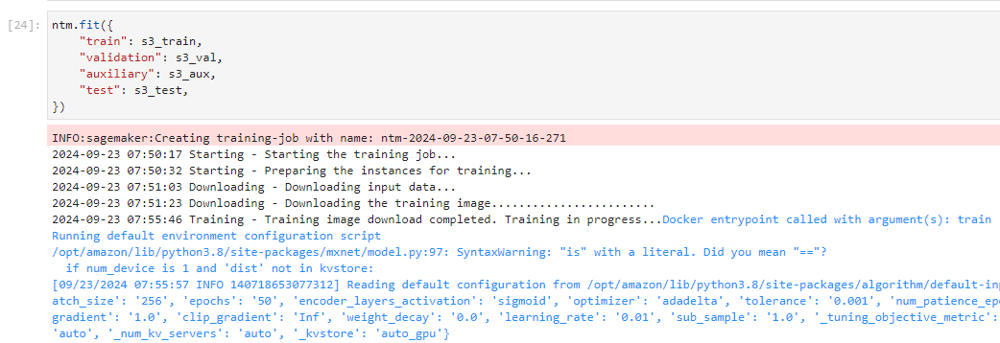 [24]: ntm.fit({
"train": s3_train,
"validation": s3_val,
"auxiliary": s3_aux,
"test": s3_test,
})
INFO:sagemaker:Creating training-job with name: ntm-2024-09-23-07-50-16-271
2024-09-23 07:50:17 Starting - Starting the training job...
2024-09-23 07:50:32 Starting - Preparing the instances for training...
2024-09-23 07:51:03 Downloading - Downloading input data...
2024-09-23 07:51:23 Downloading - Downloading the training image........................
2024-09-23 07:55:46 Training - Training image download completed. Training in progress...Docker entrypoint called with argument(s): train
Running default environment configuration script
/opt/amazon/lib/python3.8/site-packages/mxnet/model.py:97: SyntaxWarning: "is" with a literal. Did you mean "=="?
if num_device is 1 and 'dist' not in kvstore:
[09/23/2024 07:55:57 INFO 140718653077312] Reading default configuration from /opt/amazon/lib/python3.8/site-packages/algorithm/default-inp
atch_size': '256', 'epochs': '50', 'encoder_layers_activation': 'sigmoid', 'optimizer': 'adadelta', 'tolerance': '0.001', 'num_patience_epo
gradient': '1.0', 'clip_gradient': 'Inf', 'weight_decay': '0.0', 'learning_rate': '0.01', 'sub_sample': '1.0', '_tuning_objective_metric':
'auto', '_num_kv_servers': 'auto', '_kvstore': 'auto_gpu'}